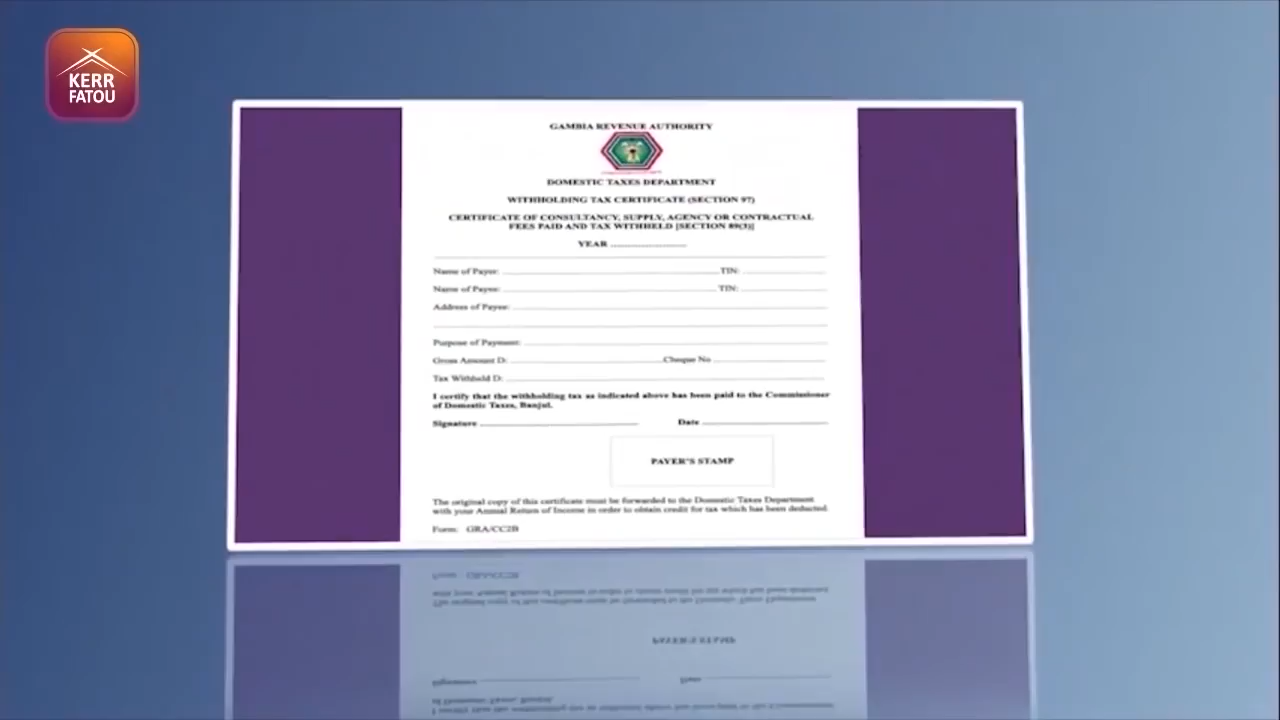 KERR
FATOU
GAMBIA REVENUE AUTHORITY
DOMESTIC TAXES DEPARTMENT
WITHHOLDING TAX CERTIFICATE (SECTION 97)
CERTIFICATE OF CONSULTANCY, SUPPLY, AGENCY OR CONTRACTUAL
FEES PAID AND TAX WITHHELD [SECTION 89(3)]
YEAR
Name of Payer: TIN:
Name of Payee: TIN:
Address of Payee:
Purpose of Payment:
Gross Amount D: Cheque No
Tax Withheld D:
I certify that the withholding tax as indicated above has been paid to the Commissioner
of Domestic Taxes, Banjul.
Signature Date
PAYER'S STAMP
The original copy of this certificate must be forwarded to the Domestic Taxes Department
with your Annual Return of Income in order to obtain credit for tax which has been deducted.
Form: GRA/CC2B